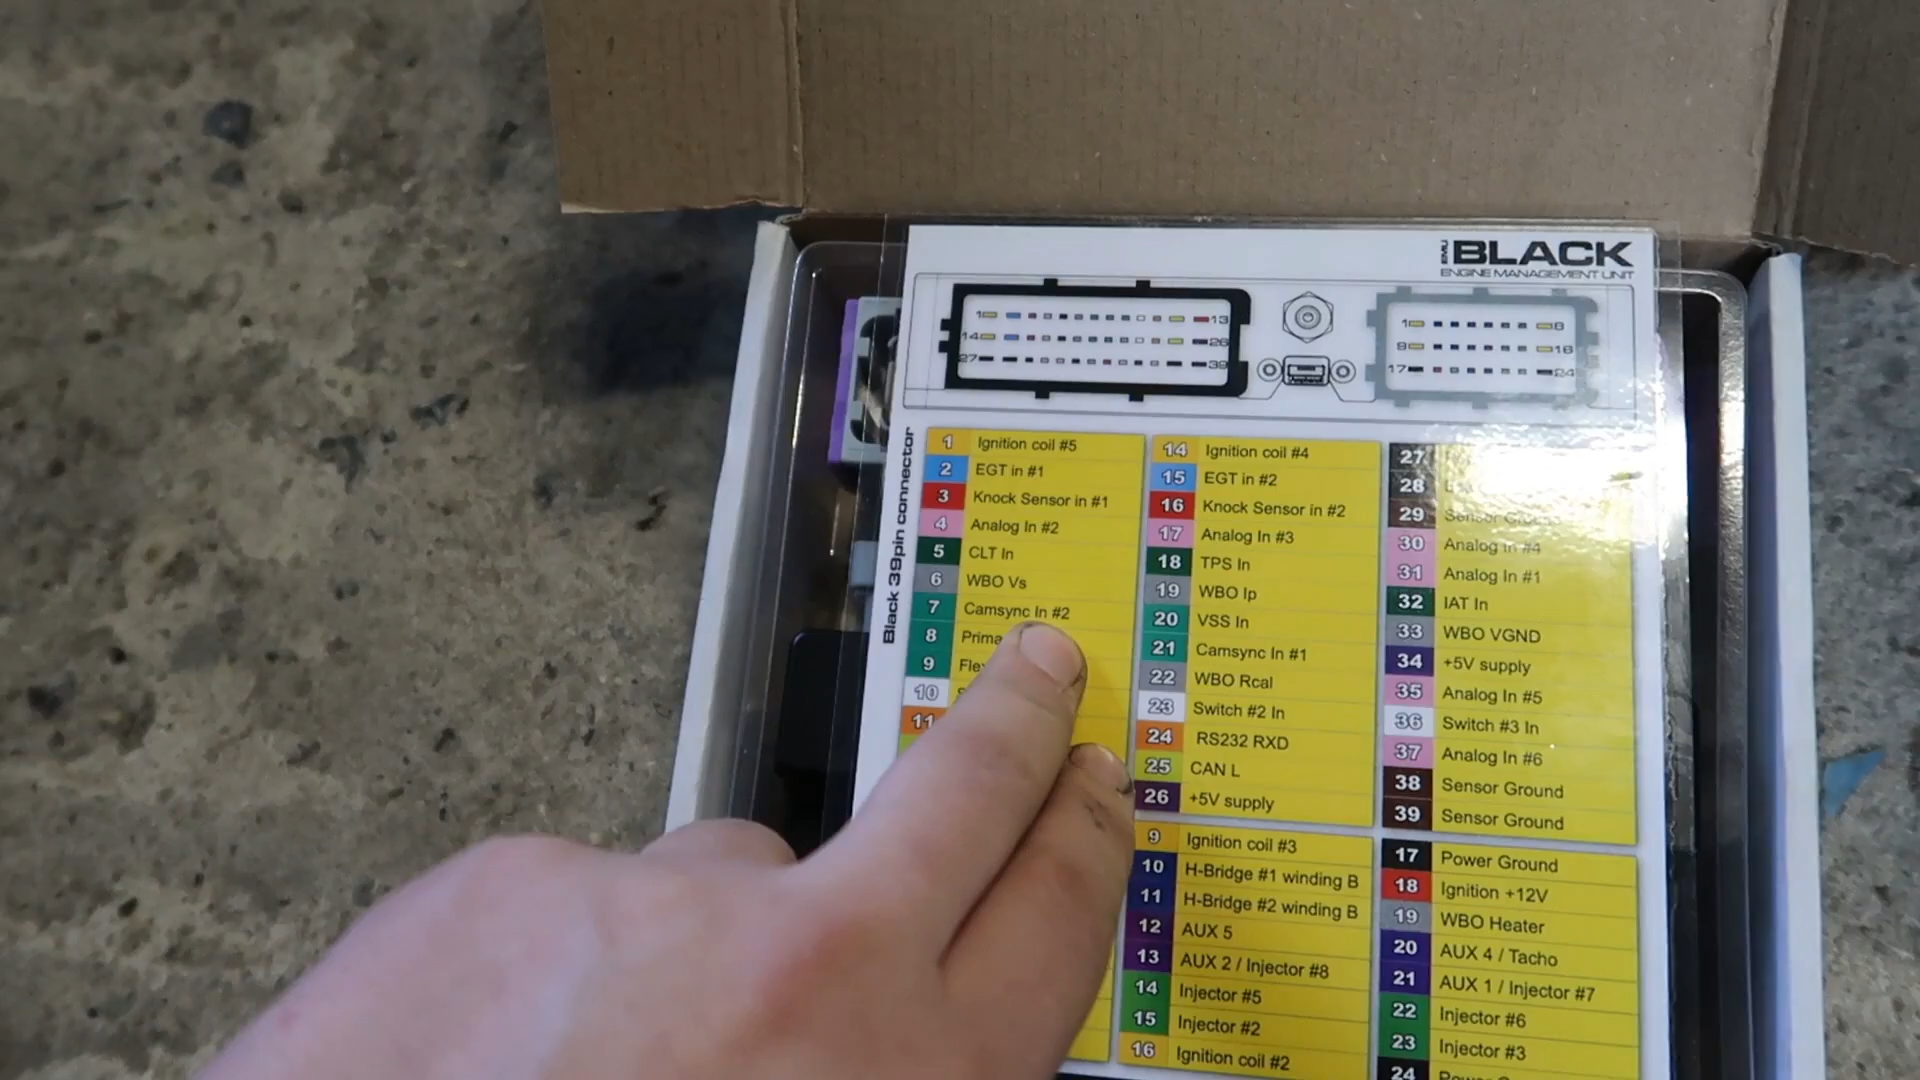 EMU BLACK
ENGINE MANAGEMENT UNIT
1 13
14 26
27 39
1 8
9 16
17 24
Black 39pin connector
1 Ignition coil #5
2 EGT in #1
3 Knock Sensor in #1
4 Analog In #2
5 CLT In
6 WBO Vs
7 Camsync In #2
8
9
10
11
14 Ignition coil #4
15 EGT in #2
16 Knock Sensor in #2
17 Analog In #3
18 TPS In
19 WBO Ip
20 VSS In
21 Camsync In #1
22 WBO Rcal
23 Switch #2 In
24 RS232 RXD
25 CAN L
26 +5V supply
27
28
29 Sensor Ground
30 Analog In #4
31 Analog In #1
32 IAT In
33 WBO VGND
34 +5V supply
35 Analog In #5
36 Switch #3 In
37 Analog In #6
38 Sensor Ground
39 Sensor Ground
9 Ignition coil #3
10 H-Bridge #1 winding B
11 H-Bridge #2 winding B
12 AUX 5
13 AUX 2 / Injector #8
14 Injector #5
15 Injector #2
16 Ignition coil #2
17 Power Ground
18 Ignition +12V
19 WBO Heater
20 AUX 4 / Tacho
21 AUX 1 / Injector #7
22 Injector #6
23 Injector #3
24